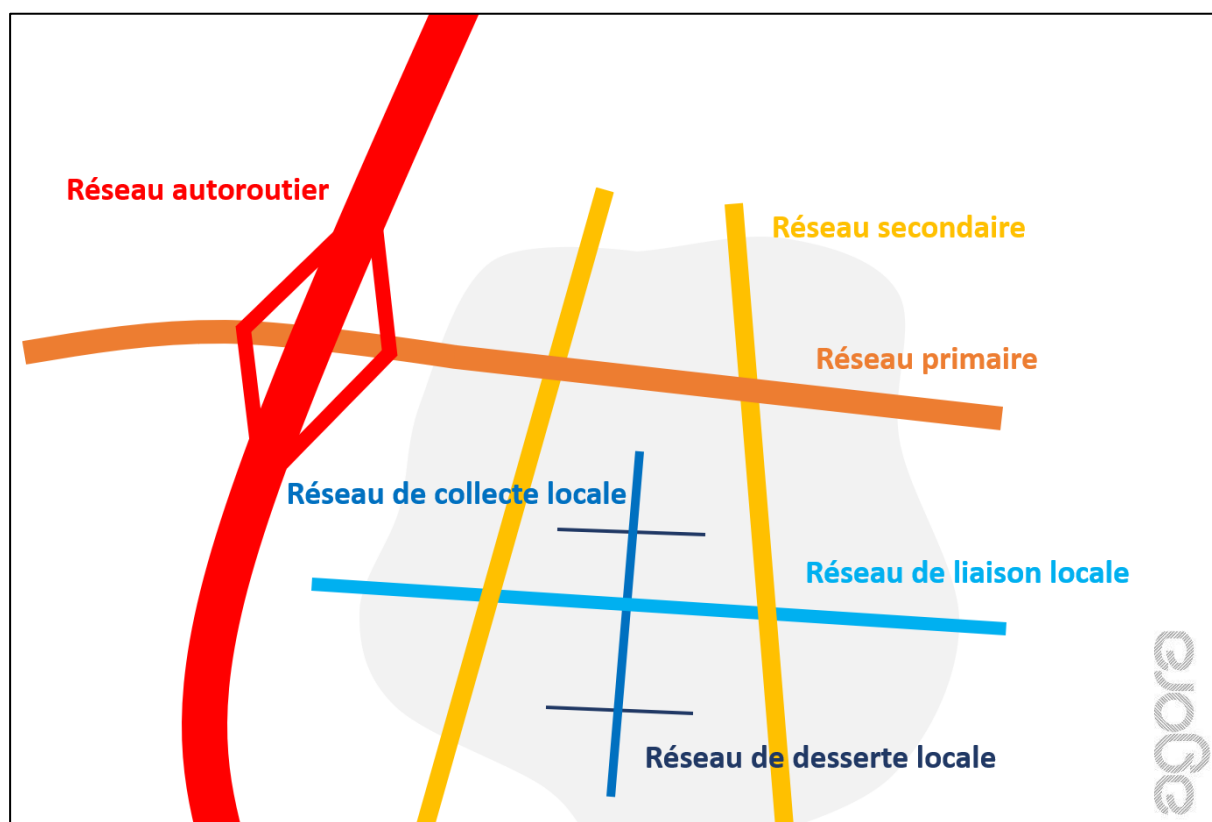 Réseau autoroutier
Réseau secondaire
Réseau primaire
Réseau de collecte locale
Réseau de liaison locale
Réseau de desserte locale
agora